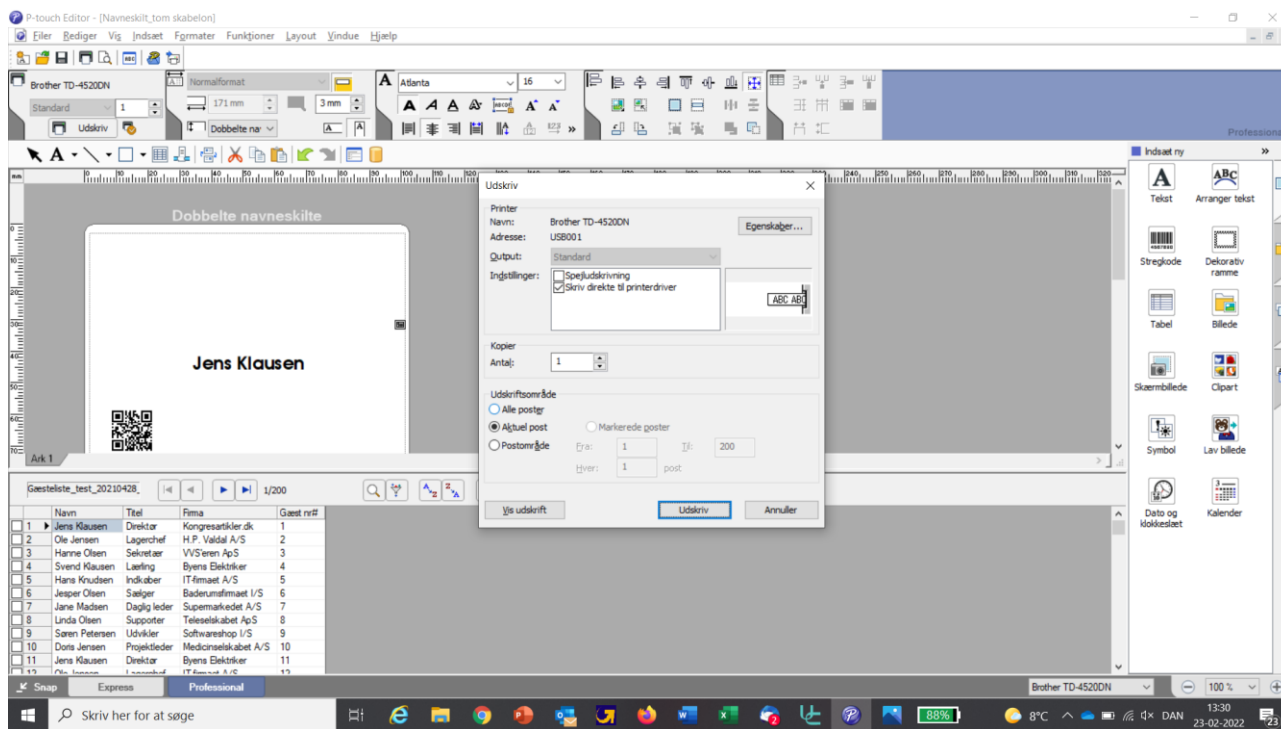 P-touch Editor - [Navneskilt_tom skabelon]
Filer Rediger Vis Indsæt Formater Funktioner Layout Vindue Hjælp
Brother TD-4520DN
Standard 1
Udskriv
Normalformat
171 mm 3 mm
Dobbelte na
A Atlanta 16
Professiona
Indsæt ny
Tekst Arranger tekst
Stregkode Dekorativ ramme
Tabel Billede
Skærmbillede Clipart
Symbol Lav billede
Dato og klokkeslæt Kalender
Dobbelte navneskilte
Jens Klausen
Ark 1
Udskriv
Printer
Navn: Brother TD-4520DN
Egenskaber...
Adresse: USB001
Output: Standard
Indstillinger: Spejludskrivning
Skriv direkte til printerdriver
ABC ABC
Kopier
Antal: 1
Udskriftsområde
Alle poster
Aktuel post Markerede poster
Postområde Fra: 1 Til: 200
Hver: 1 post
Vis udskrift Udskriv Annuller
Gæsteliste_test_20210428_ 1/200
Navn Titel Firma Gæst nr#
1 Jens Klausen Direktør Kongresartikler.dk 1
2 Ole Jensen Lagerchef H.P. Valdal A/S 2
3 Hanne Olsen Sekretær VVS'eren ApS 3
4 Svend Klausen Lærling Byens Elektriker 4
5 Hans Knudsen Indkøber IT-firmaet A/S 5
6 Jesper Olsen Sælger Baderumsfirmaet I/S 6
7 Jane Madsen Daglig leder Supermarkedet A/S 7
8 Linda Olsen Supporter Teleselskabet ApS 8
9 Søren Petersen Udvikler Softwareshop I/S 9
10 Doris Jensen Projektleder Medicinselskabet A/S 10
11 Jens Klausen Direktør Byens Elektriker 11
12 Ole Jensen Lagerchef IT-firmaet A/S 12
Snap Express Professional
Brother TD-4520DN 100 %
Skriv her for at søge
88%
8°C DAN
13:30
23-02-2022
23